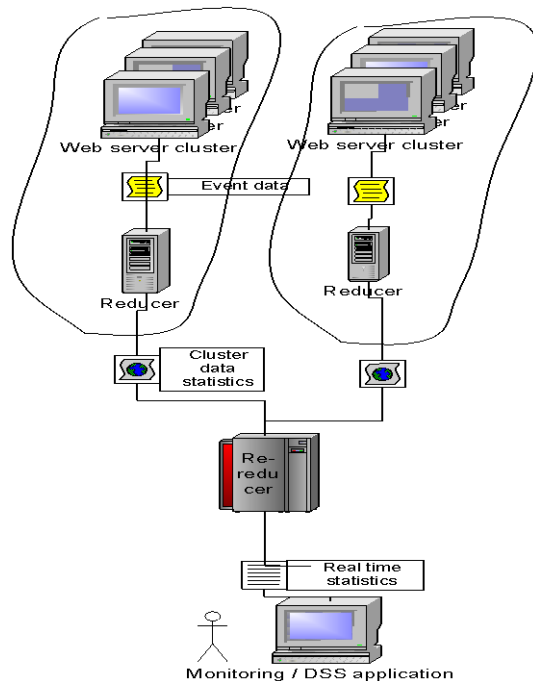 Web server cluster
Web server cluster
Event data
Reducer
Reducer
Cluster
data
statistics
Re-
redu
cer
Real time
statistics
Monitoring / DSS application